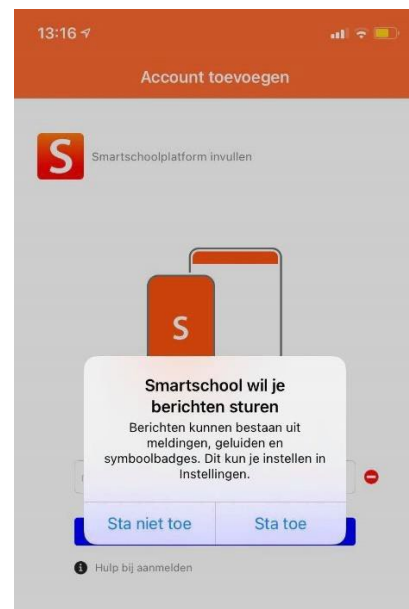 13:16
Account toevoegen
S
Smartschoolplatform invullen
S
Smartschool wil je
berichten sturen
Berichten kunnen bestaan uit
meldingen, geluiden en
symboolbadges. Dit kun je instellen in
Instellingen.
Sta niet toe
Sta toe
Hulp bij aanmelden